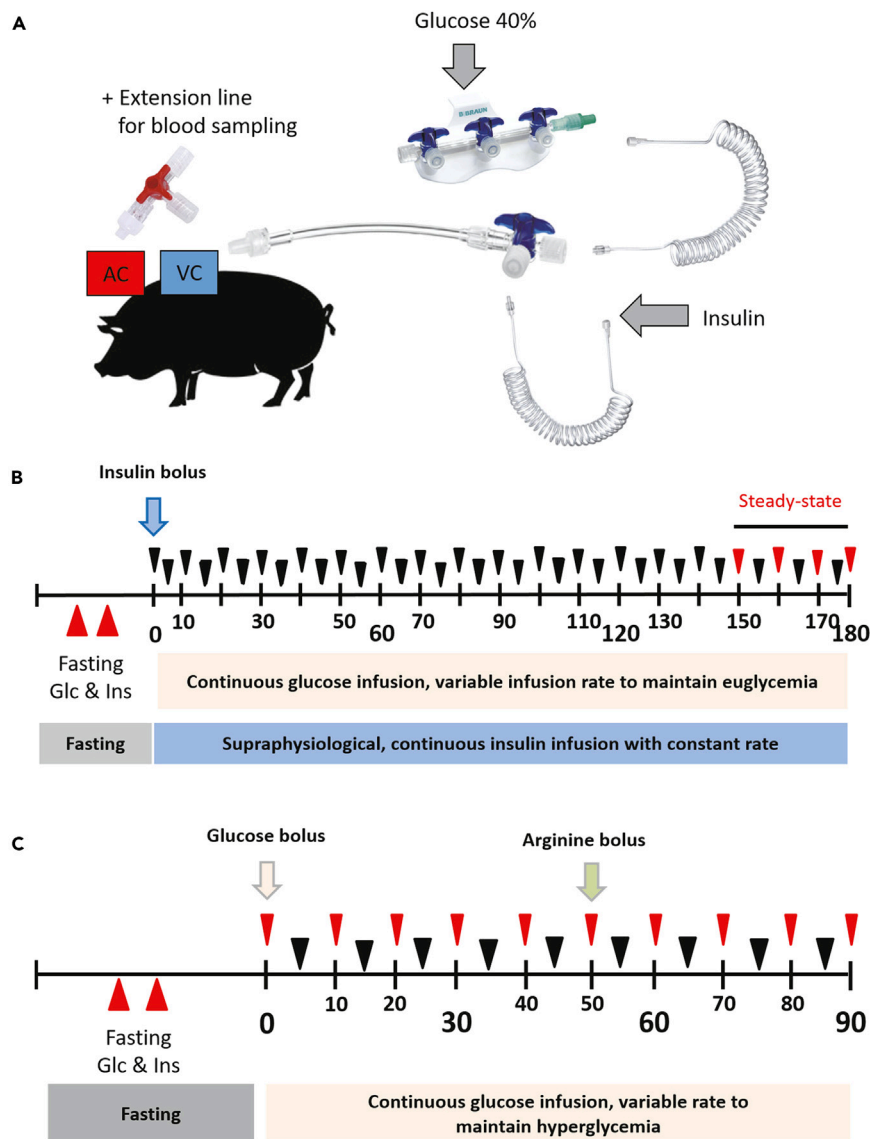 A
Glucose 40%
+ Extension line
for blood sampling
B|BRAUN
AC
VC
Insulin
B
Insulin bolus
Steady-state
0 10 30 50 60 70 90 110 120 130 150 170 180
Fasting
Glc & Ins
Continuous glucose infusion, variable infusion rate to maintain euglycemia
Fasting
Supraphysiological, continuous insulin infusion with constant rate
C
Glucose bolus
Arginine bolus
0 10 20 30 40 50 60 70 80 90
Fasting
Glc & Ins
Fasting
Continuous glucose infusion, variable rate to
maintain hyperglycemia